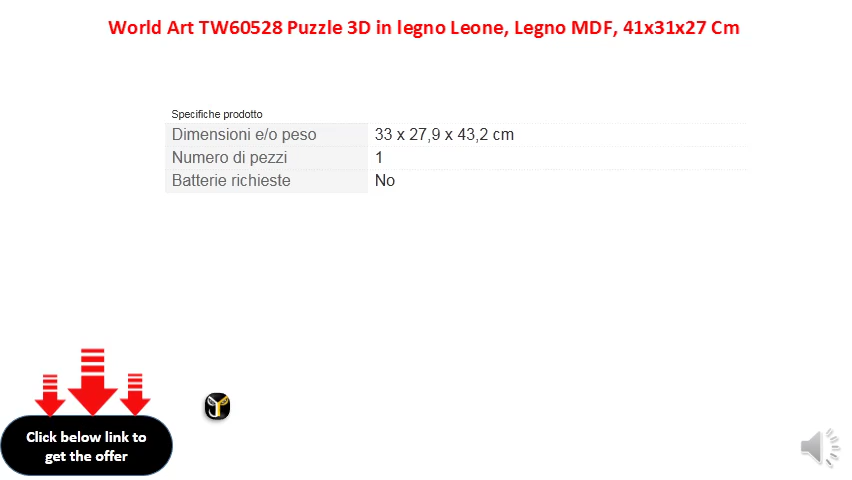 World Art TW60528 Puzzle 3D in legno Leone, Legno MDF, 41x31x27 Cm
Specifiche prodotto
Dimensioni e/o peso 33 x 27,9 x 43,2 cm
Numero di pezzi 1
Batterie richieste No
Click below link to
get the offer